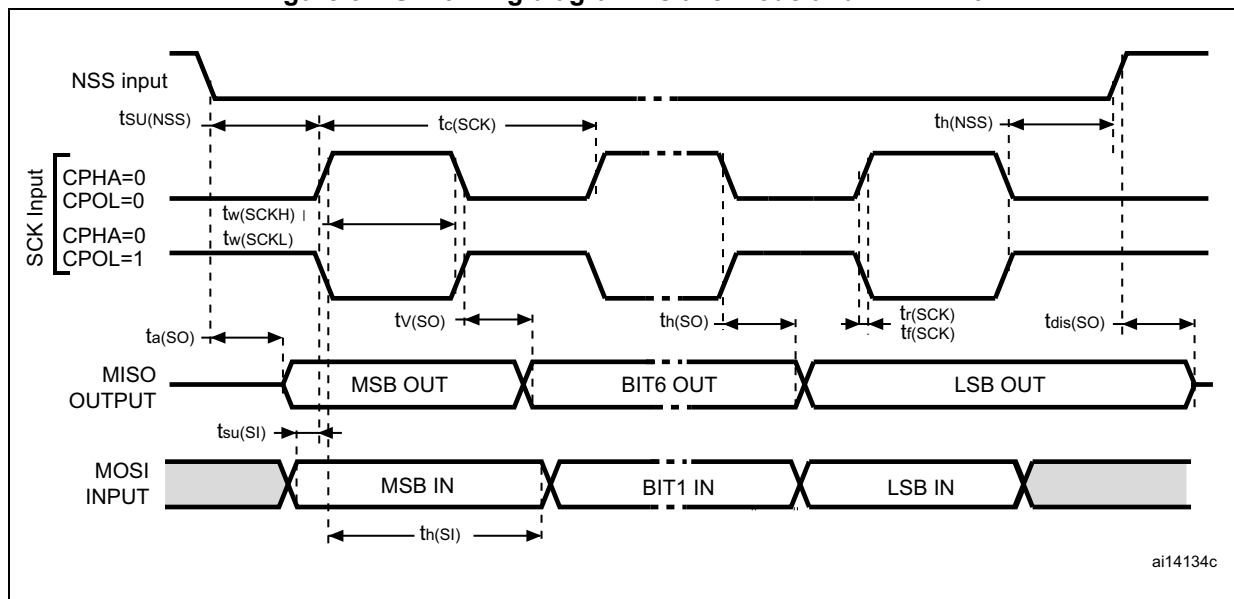 NSS input
tSU(NSS)
tc(SCK)
th(NSS)
SCK Input
CPHA=0
CPOL=0
tw(SCKH)
CPHA=0
tw(SCKL)
CPOL=1
tV(SO)
th(SO)
tr(SCK)
tf(SCK)
ta(SO)
tdis(SO)
MISO
OUTPUT
MSB OUT
BIT6 OUT
LSB OUT
tsu(SI)
MOSI
INPUT
MSB IN
BIT1 IN
LSB IN
th(SI)
ai14134c